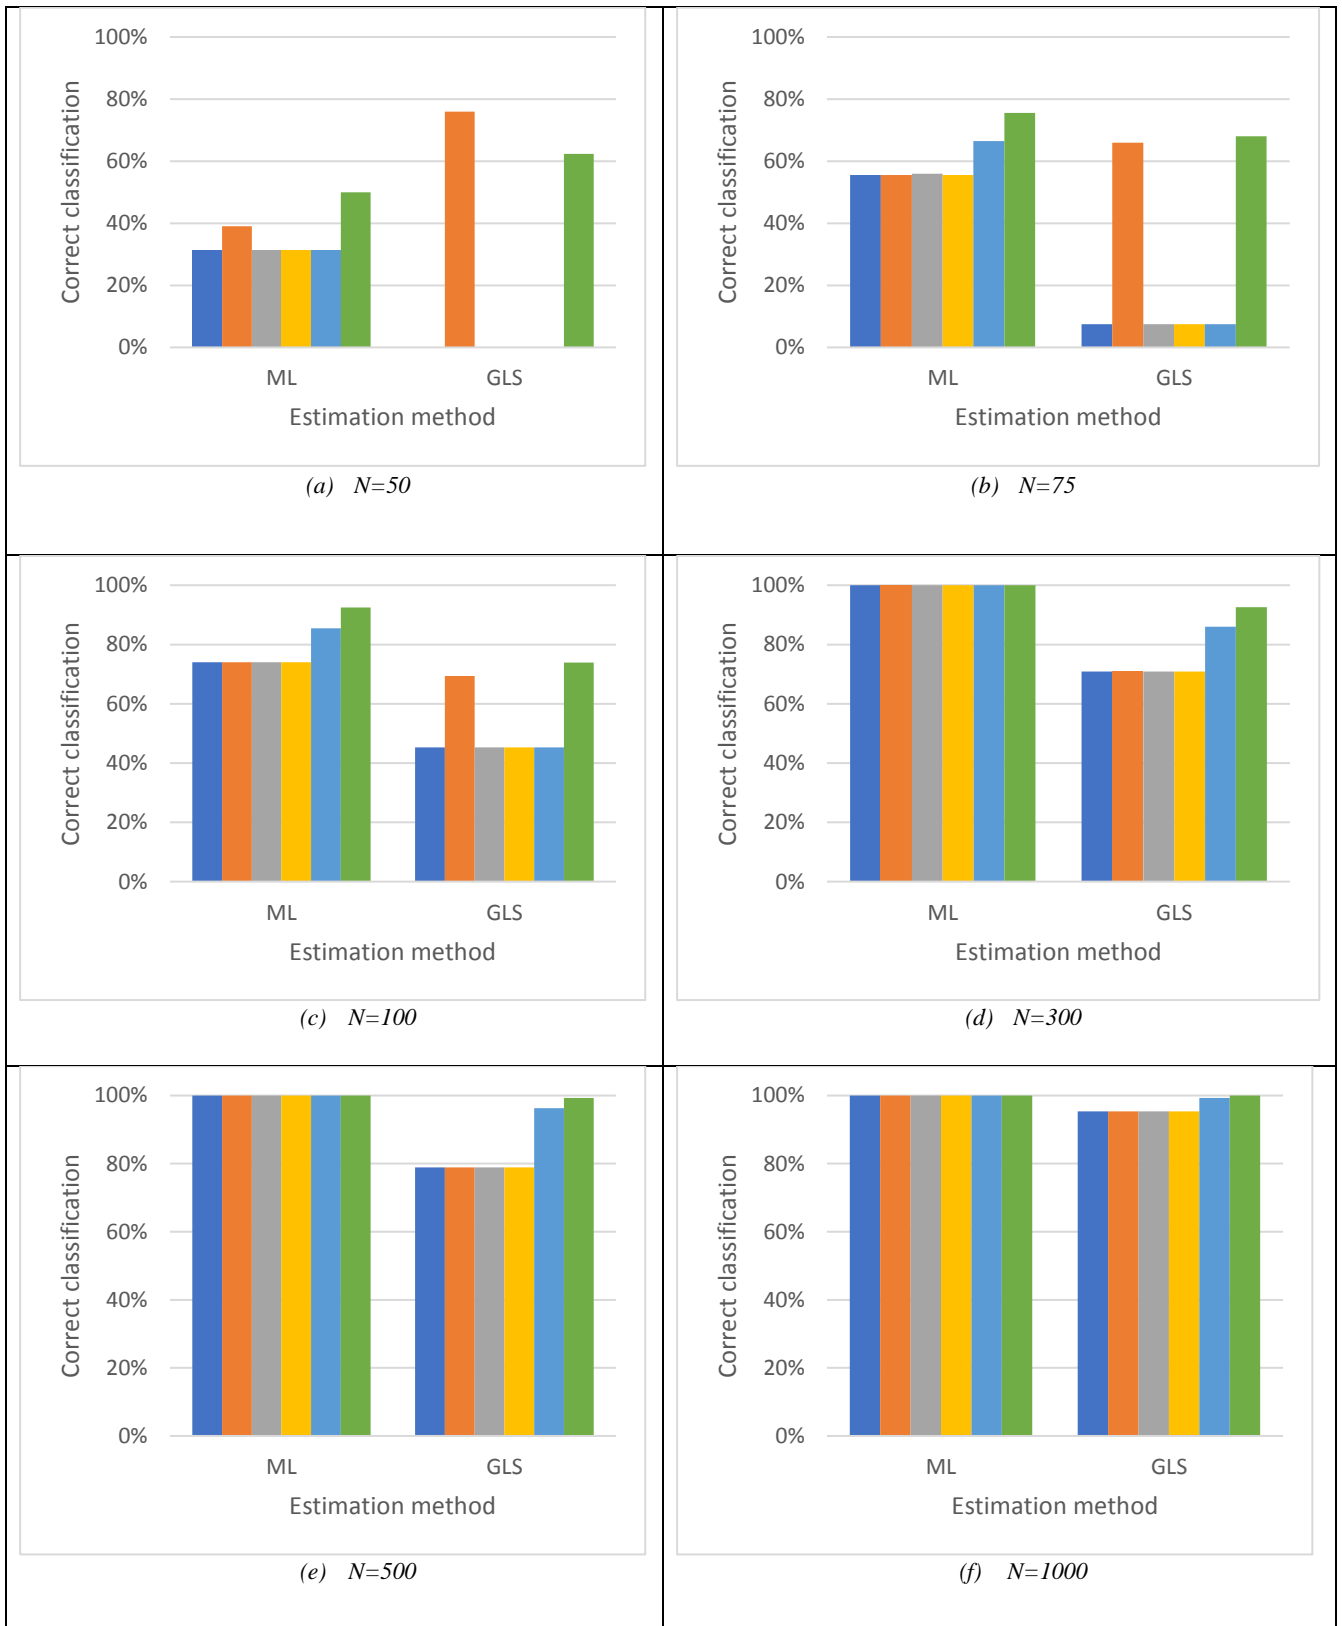 100%
80%
60%
40%
20%
0%
Correct classification
ML GLS
Estimation method
(a) N=50
100%
80%
60%
40%
20%
0%
Correct classification
ML GLS
Estimation method
(b) N=75
100%
80%
60%
40%
20%
0%
Correct classification
ML GLS
Estimation method
(c) N=100
100%
80%
60%
40%
20%
0%
Correct classification
ML GLS
Estimation method
(d) N=300
100%
80%
60%
40%
20%
0%
Correct classification
ML GLS
Estimation method
(e) N=500
100%
80%
60%
40%
20%
0%
Correct classification
ML GLS
Estimation method
(f) N=1000